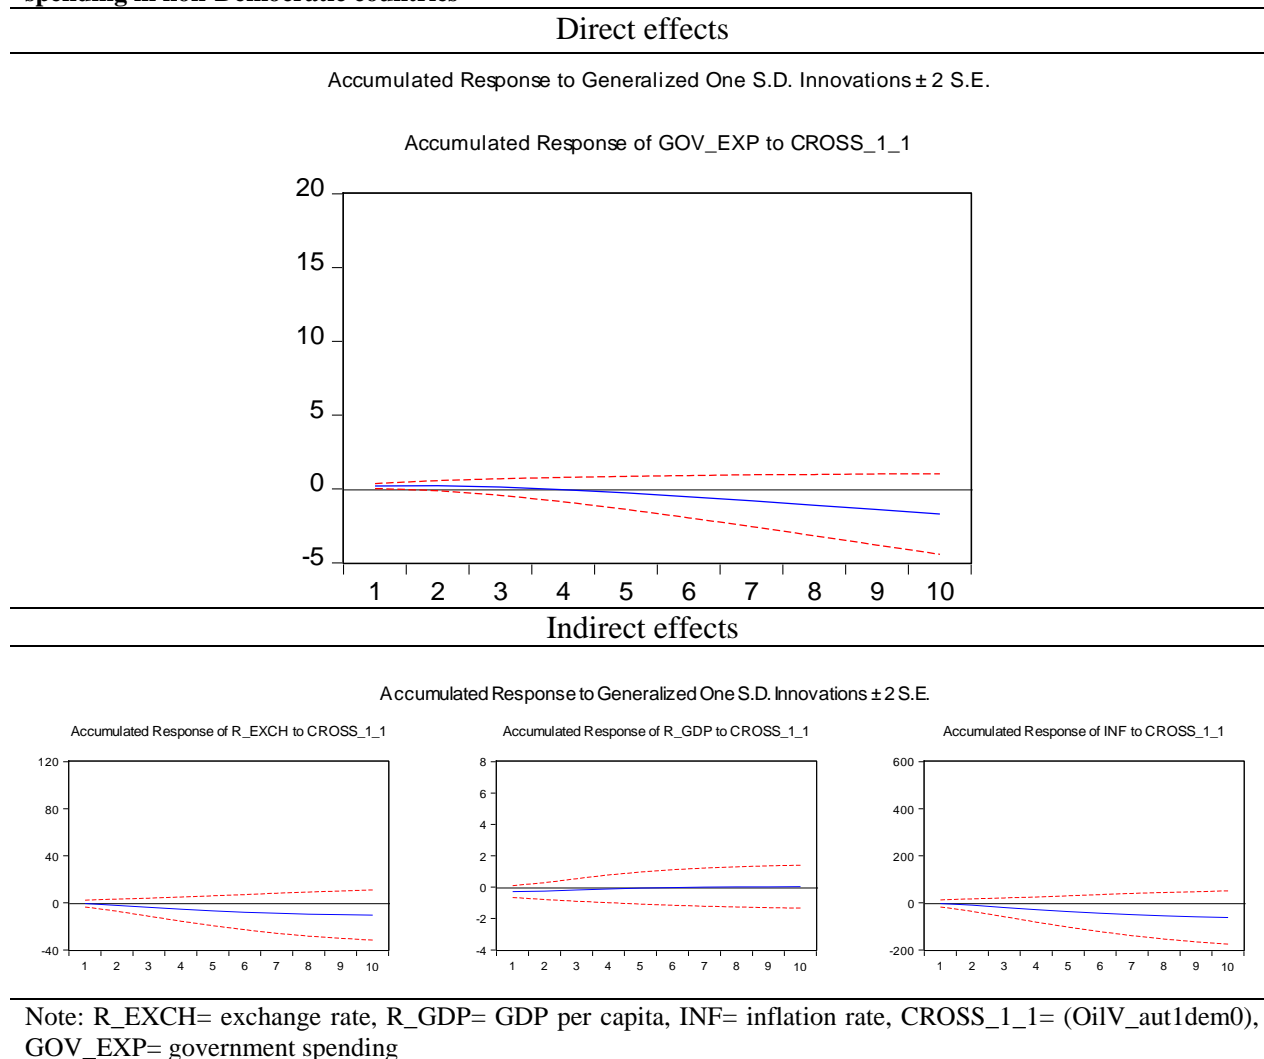 spending in non-Democratic countries
Direct effects
Accumulated Response to Generalized One S.D. Innovations ± 2 S.E.
Accumulated Response of GOV_EXP to CROSS_1_1
20
15
10
5
0
-5
1 2 3 4 5 6 7 8 9 10
Indirect effects
Accumulated Response to Generalized One S.D. Innovations ± 2 S.E.
Accumulated Response of R_EXCH to CROSS_1_1
120
80
40
0
-40
1 2 3 4 5 6 7 8 9 10
Accumulated Response of R_GDP to CROSS_1_1
8
6
4
2
0
-2
-4
1 2 3 4 5 6 7 8 9 10
Accumulated Response of INF to CROSS_1_1
600
400
200
0
-200
1 2 3 4 5 6 7 8 9 10
Note: R_EXCH= exchange rate, R_GDP= GDP per capita, INF= inflation rate, CROSS_1_1= (OilV_aut1dem0),
GOV_EXP= government spending